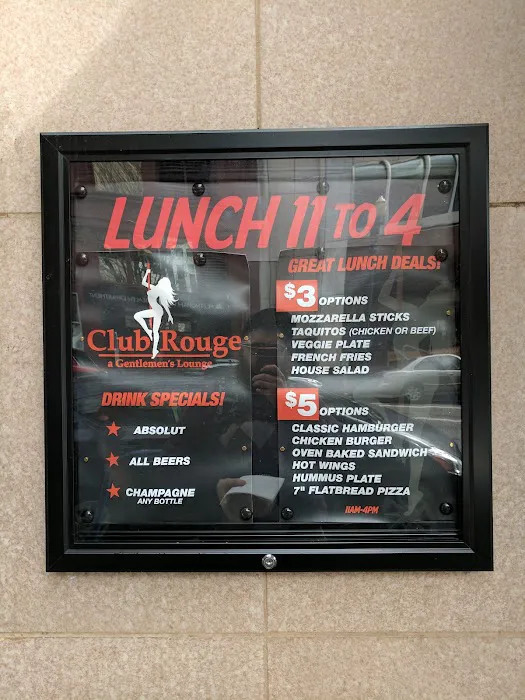 LUNCH 11 TO 4
Club Rouge
a Gentlemen's Lounge
DRINK SPECIALS!
ABSOLUT
ALL BEERS
CHAMPAGNE
ANY BOTTLE
GREAT LUNCH DEALS!
$3 OPTIONS
MOZZARELLA STICKS
TAQUITOS (CHICKEN OR BEEF)
VEGGIE PLATE
FRENCH FRIES
HOUSE SALAD
$5 OPTIONS
CLASSIC HAMBURGER
CHICKEN BURGER
OVEN BAKED SANDWICH
HOT WINGS
HUMMUS PLATE
7" FLATBREAD PIZZA
11AM-4PM